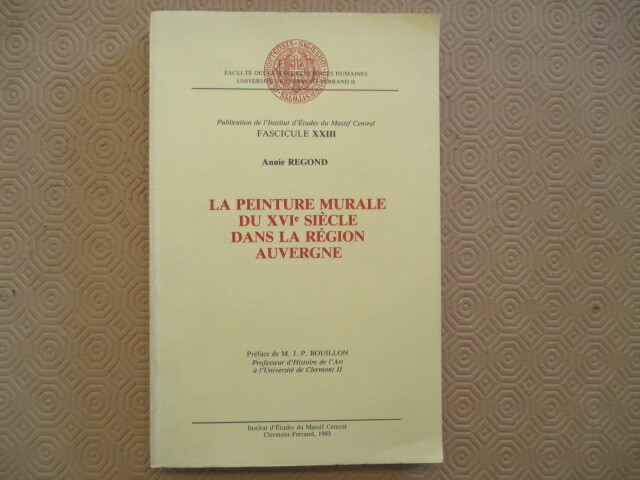 FACULTÉ DES LETTRES ET SCIENCES HUMAINES
UNIVERSITÉ DE CLERMONT-FERRAND II
Publication de l'Institut d'Études du Massif Central
FASCICULE XXIII
Annie REGOND
LA PEINTURE MURALE
DU XVIe SIÈCLE
DANS LA RÉGION
AUVERGNE
Préface de M. J.-P. BOUILLON
Professeur d'Histoire de l'Art
à l'Université de Clermont II
Institut d'Études du Massif Central
Clermont-Ferrand, 1983